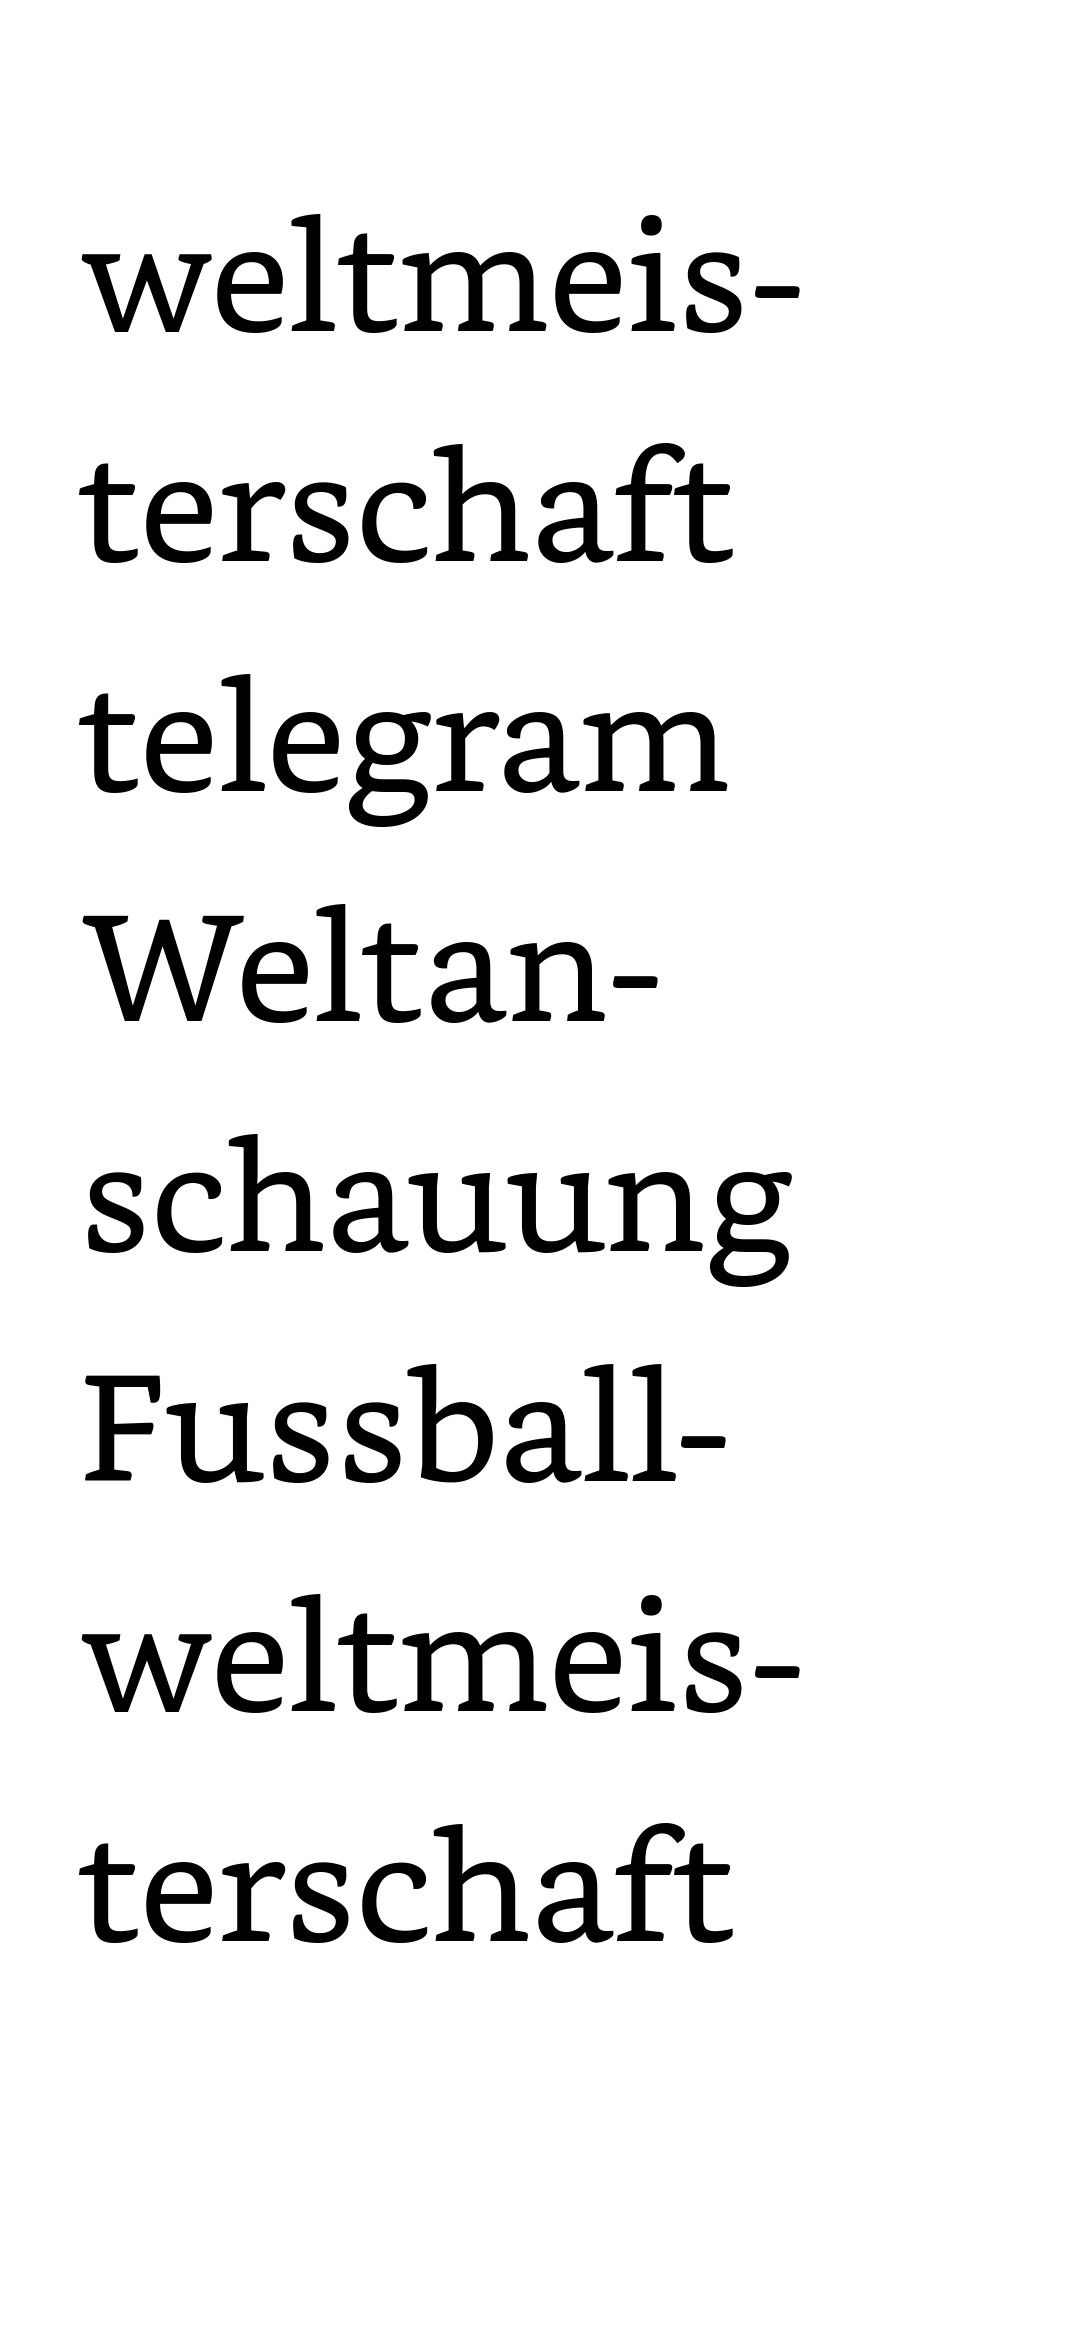 weltmeis-
terschaft
telegram
Weltan-
schauung
Fussball-
weltmeis-
terschaft